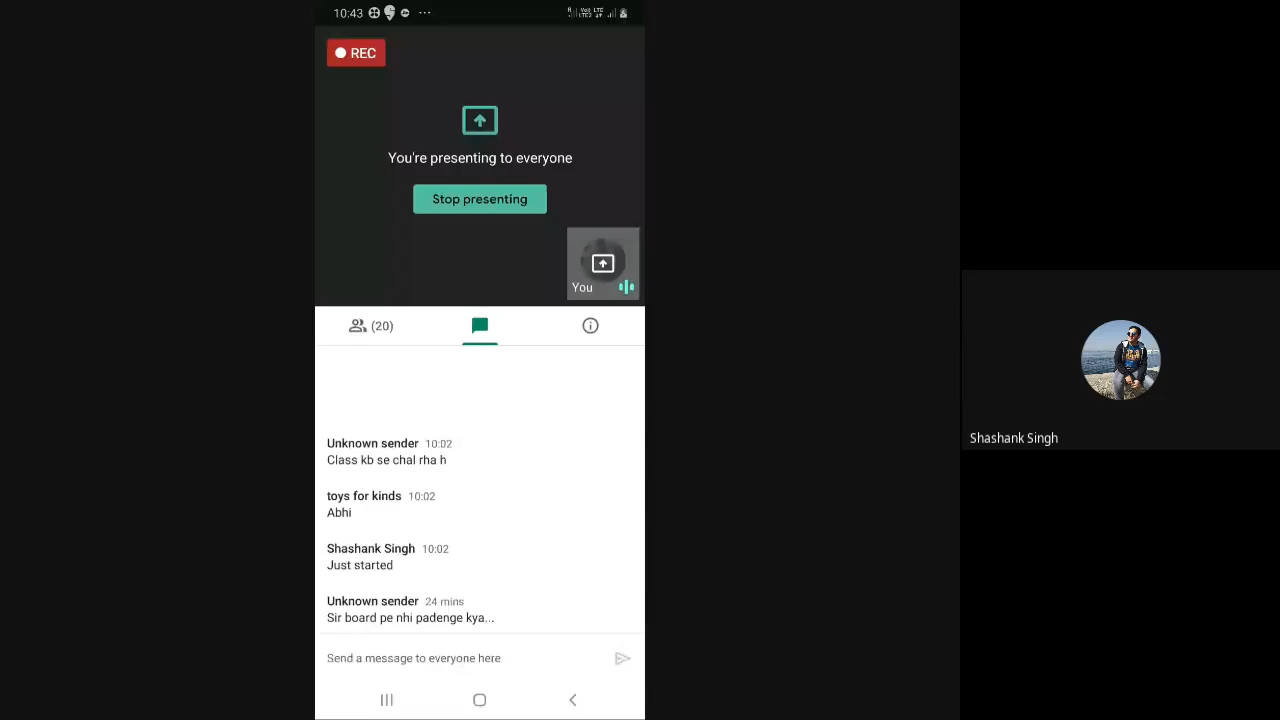 10:43
REC
You're presenting to everyone
Stop presenting
You
(20)
Unknown sender 10:02
Class kb se chal rha h
toys for kinds 10:02
Abhi
Shashank Singh 10:02
Just started
Unknown sender 24 mins
Sir board pe nhi padenge kya...
Send a message to everyone here
Shashank Singh